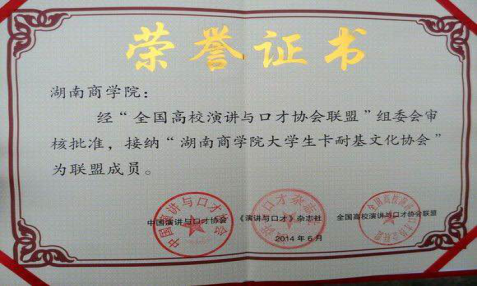 荣誉证书
湖南商学院：
经“全国高校演讲与口才协会联盟”组委会审
核批准，接纳“湖南商学院大学生卡耐基文化协会”
为联盟成员。
中国演讲与口才协会 《演讲与口才》杂志社 全国高校演讲与口才协会联盟
2014年6月